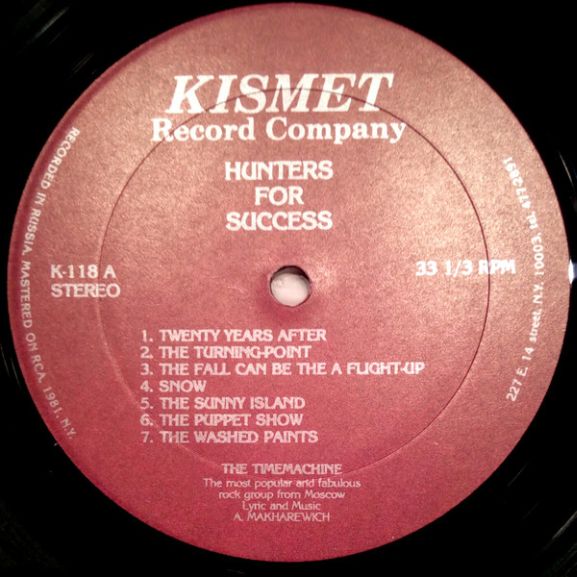 KISMET
Record Company
HUNTERS
FOR
SUCCESS
K-118 A
STEREO
33 1/3 RPM
1. TWENTY YEARS AFTER
2. THE TURNING-POINT
3. THE FALL CAN BE THE A FLIGHT-UP
4. SNOW
5. THE SUNNY ISLAND
6. THE PUPPET SHOW
7. THE WASHED PAINTS
THE TIMEMACHINE
The most popular and fabulous
rock group from Moscow
Lyric and Music
A. MAKHAREWICH
RECORDED IN RUSSIA, MASTERED ON RCA, 1981, N.Y.
227 E. 14 street, N.Y. 10003, tel. 477-2891